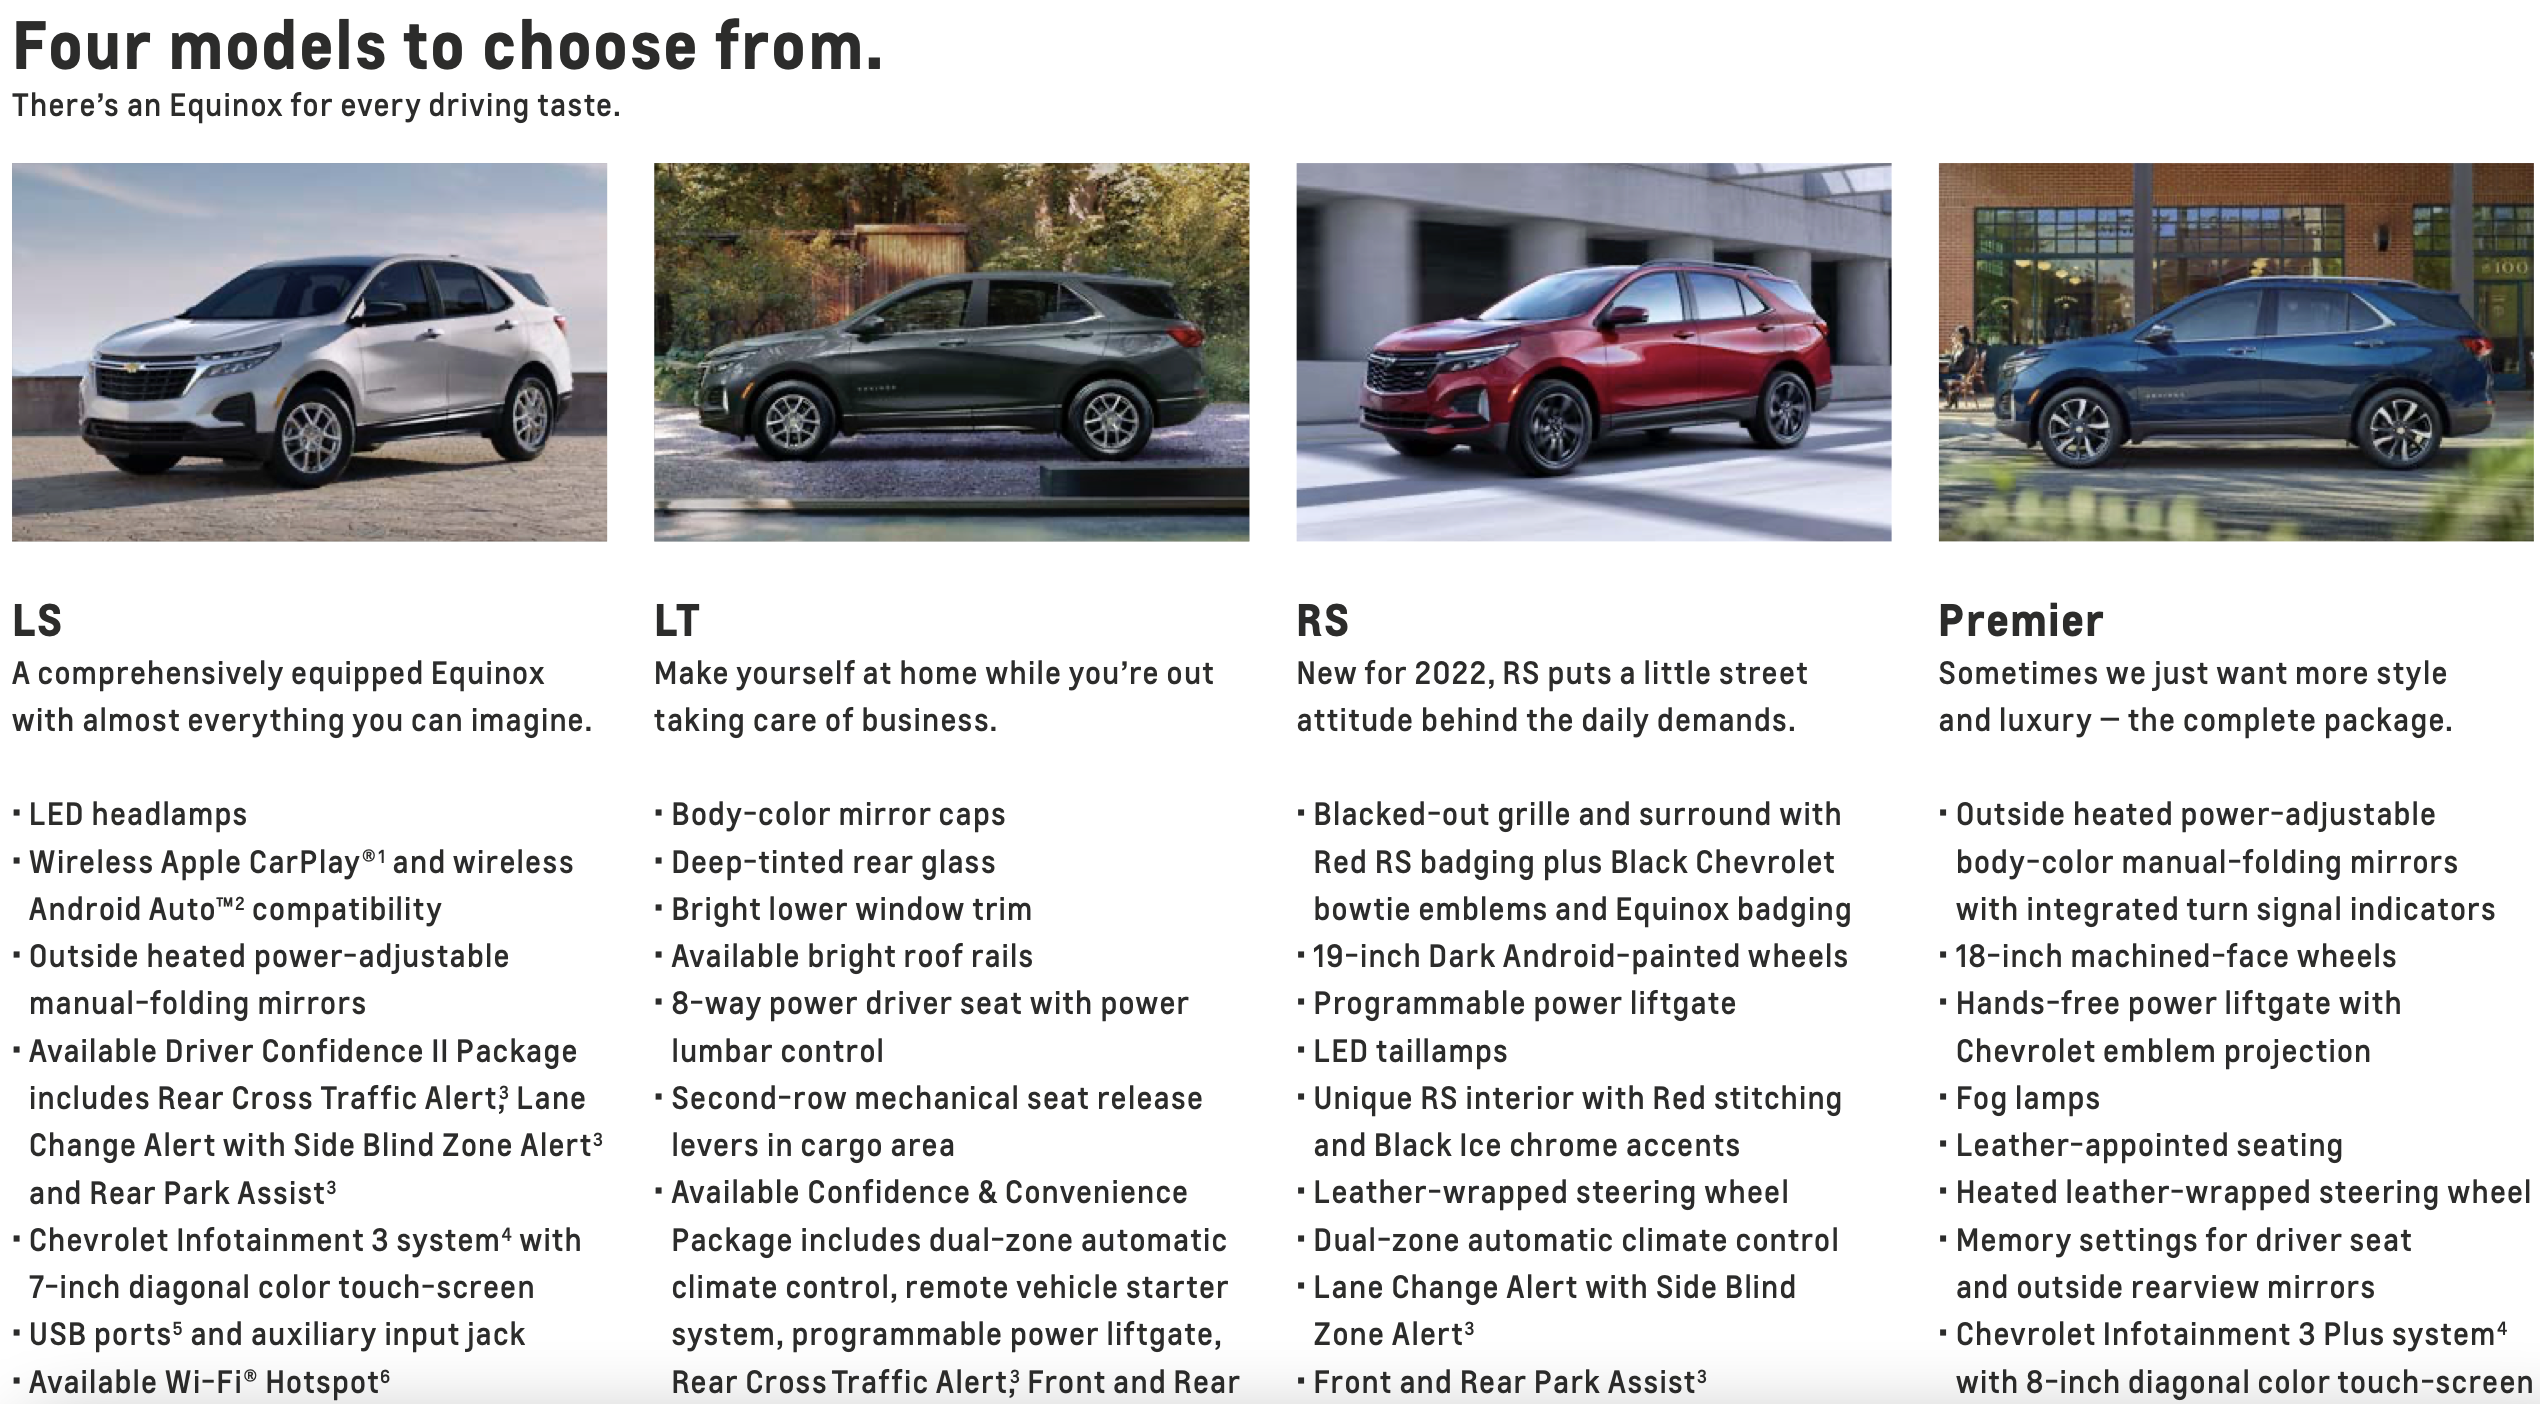 Four models to choose from.
There’s an Equinox for every driving taste.
100
LS
A comprehensively equipped Equinox
with almost everything you can imagine.
· LED headlamps
· Wireless Apple CarPlay®1 and wireless
Android Auto™2 compatibility
· Outside heated power-adjustable
manual-folding mirrors
· Available Driver Confidence II Package
includes Rear Cross Traffic Alert,3 Lane
Change Alert with Side Blind Zone Alert3
and Rear Park Assist3
· Chevrolet Infotainment 3 system4 with
7-inch diagonal color touch-screen
· USB ports5 and auxiliary input jack
· Available Wi-Fi® Hotspot6
LT
Make yourself at home while you’re out
taking care of business.
· Body-color mirror caps
· Deep-tinted rear glass
· Bright lower window trim
· Available bright roof rails
· 8-way power driver seat with power
lumbar control
· Second-row mechanical seat release
levers in cargo area
· Available Confidence & Convenience
Package includes dual-zone automatic
climate control, remote vehicle starter
system, programmable power liftgate,
Rear Cross Traffic Alert,3 Front and Rear
RS
New for 2022, RS puts a little street
attitude behind the daily demands.
· Blacked-out grille and surround with
Red RS badging plus Black Chevrolet
bowtie emblems and Equinox badging
· 19-inch Dark Android-painted wheels
· Programmable power liftgate
· LED taillamps
· Unique RS interior with Red stitching
and Black Ice chrome accents
· Leather-wrapped steering wheel
· Dual-zone automatic climate control
· Lane Change Alert with Side Blind
Zone Alert3
· Front and Rear Park Assist3
Premier
Sometimes we just want more style
and luxury – the complete package.
· Outside heated power-adjustable
body-color manual-folding mirrors
with integrated turn signal indicators
· 18-inch machined-face wheels
· Hands-free power liftgate with
Chevrolet emblem projection
· Fog lamps
· Leather-appointed seating
· Heated leather-wrapped steering wheel
· Memory settings for driver seat
and outside rearview mirrors
· Chevrolet Infotainment 3 Plus system4
with 8-inch diagonal color touch-screen